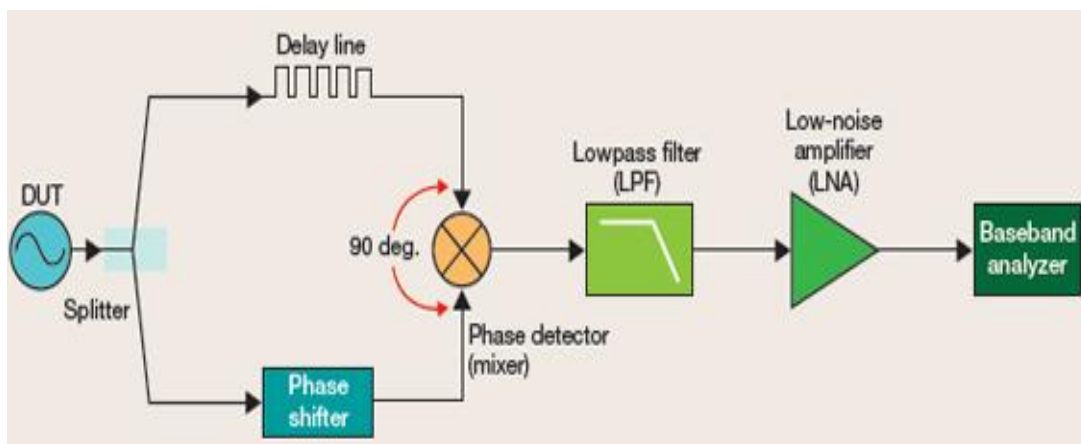 Delay line
DUT
Splitter
90 deg.
Phase
shifter
Phase detector
(mixer)
Lowpass filter
(LPF)
Low-noise
amplifier
(LNA)
Baseband
analyzer